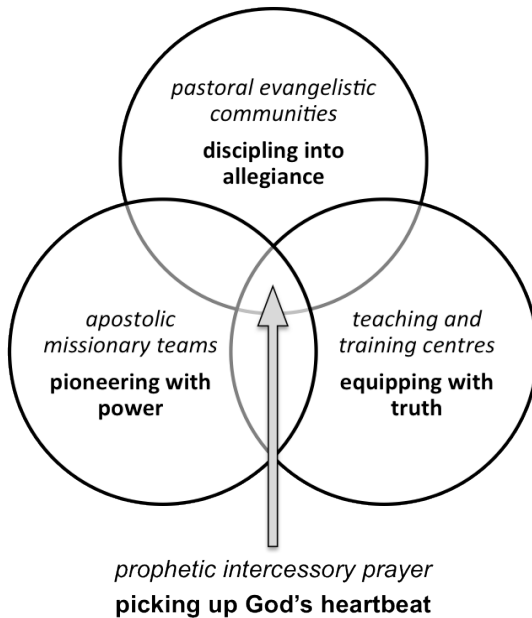 pastoral evangelistic
communities
discipling into
allegiance
apostolic
missionary teams
pioneering with
power
teaching and
training centres
equipping with
truth
prophetic intercessory prayer
picking up God's heartbeat